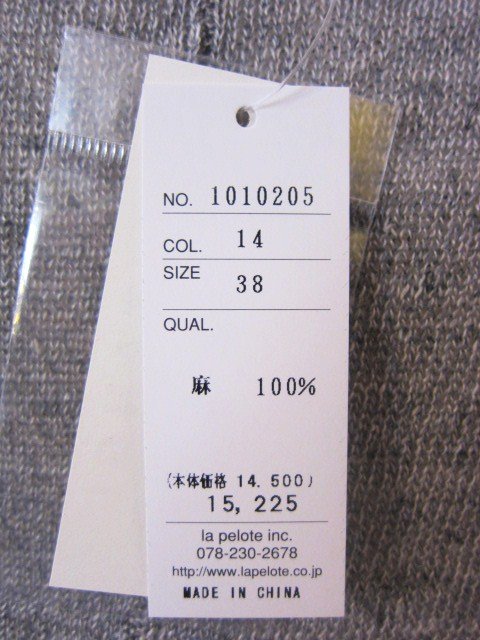 NO. 1010205
COL. 14
SIZE 38
QUAL.
麻 100%
(本体価格 14,500)
15,225
la pelote inc.
078-230-2678
http://www.lapelote.co.jp
MADE IN CHINA